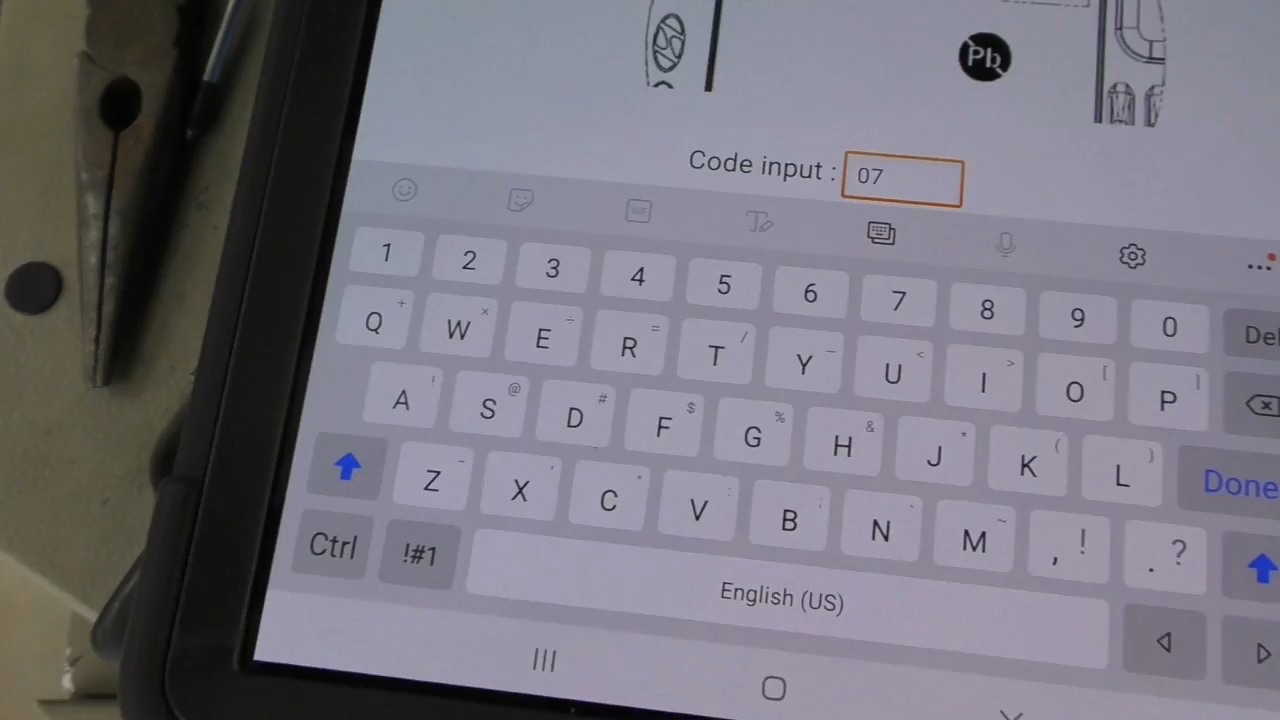 Pb
Code input : 07
1 2 3 4 5 6 7 8 9 0 Del
Q + W × E ÷ R = T / Y _ U < I > O [ P ]
A ! S @ D # F $ G % H & J * K ( L ) Done
Z - X ' C " V : B ; N ` M ~ , ! . ?
Ctrl !#1 English (US)